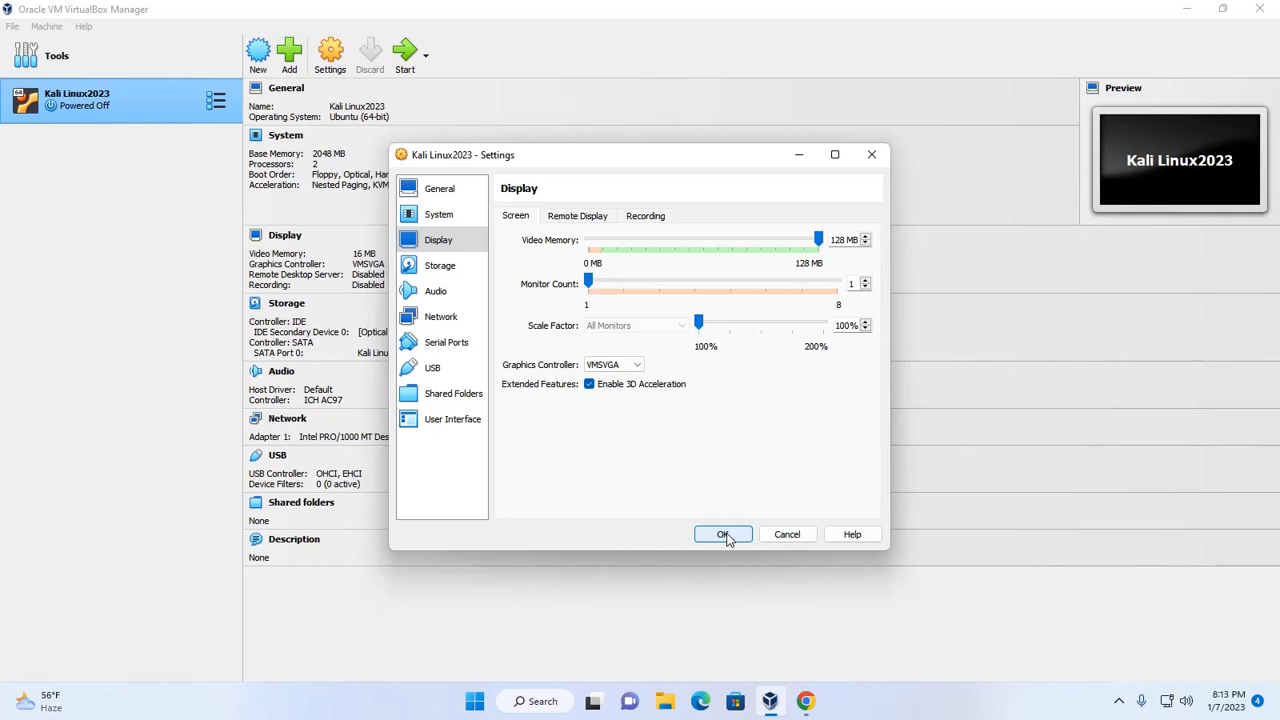 Oracle VM VirtualBox Manager
File Machine Help
Tools
New Add Settings Discard Start
64 Kali Linux2023
Powered Off
General
Name: Kali Linux2023
Operating System: Ubuntu (64-bit)
System
Base Memory: 2048 MB
Processors: 2
Boot Order: Floppy, Optical,
Acceleration: Nested Paging, KVM
Display
Video Memory: 16 MB
Graphics Controller: VMSVGA
Remote Desktop Server: Disabled
Recording: Disabled
Storage
Controller: IDE
IDE Secondary Device 0: [Optical
Controller: SATA
SATA Port 0: Kali Linu
Audio
Host Driver: Default
Controller: ICH AC97
Network
Adapter 1: Intel PRO/1000 MT Des
USB
USB Controller: OHCI, EHCI
Device Filters: 0 (0 active)
Shared folders
None
Description
None
Preview
Kali Linux2023
Kali Linux2023 - Settings
General
System
Display
Storage
Audio
Network
Serial Ports
USB
Shared Folders
User Interface
Display
Screen Remote Display Recording
Video Memory: 128 MB
0 MB 128 MB
Monitor Count: 1
1 8
Scale Factor: All Monitors 100%
100% 200%
Graphics Controller: VMSVGA
Extended Features: Enable 3D Acceleration
OK Cancel Help
56°F
Haze
Search
8:13 PM
1/7/2023
4